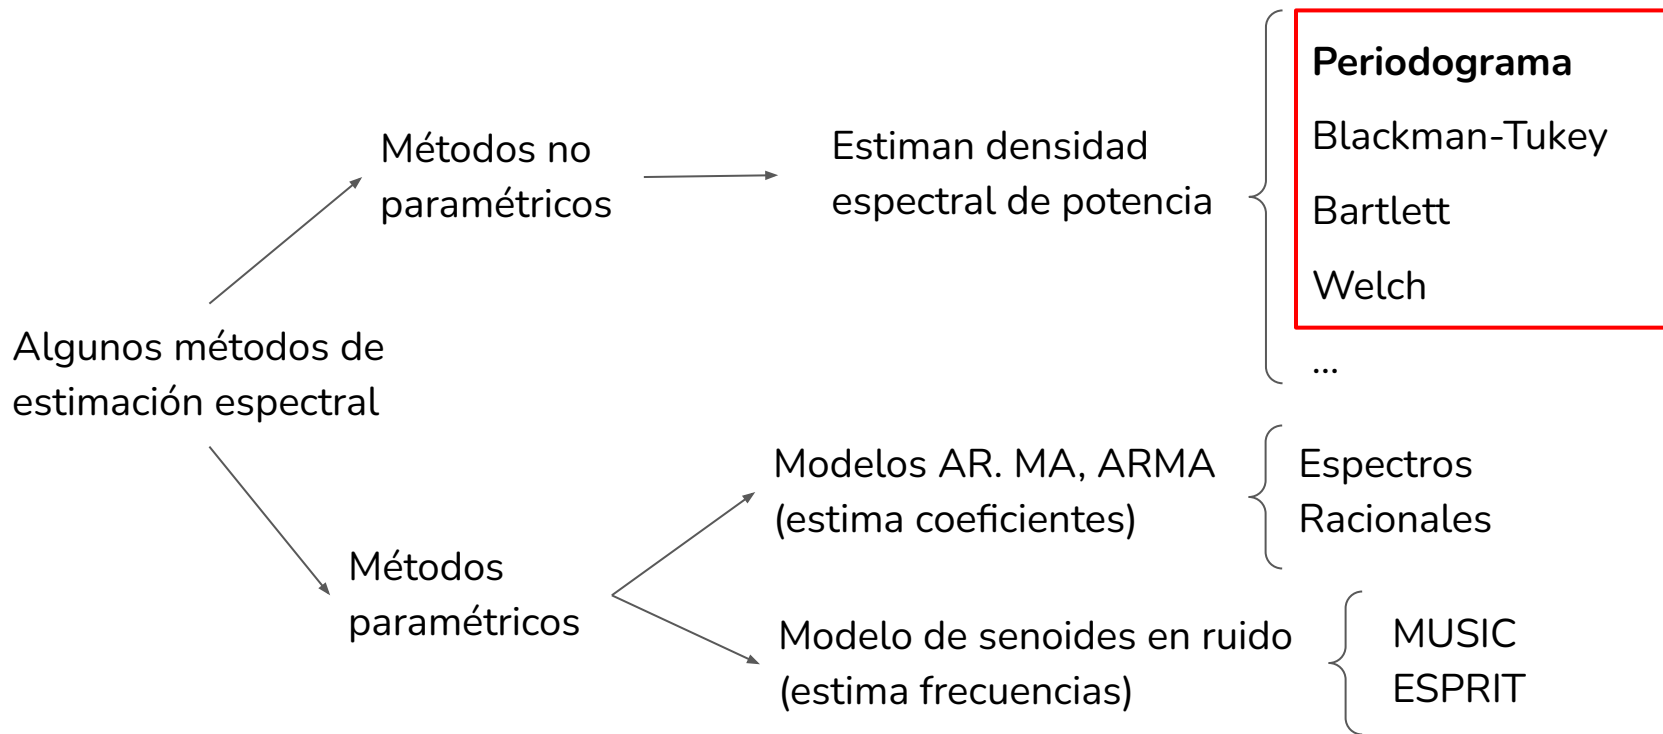 Algunos métodos de
estimación espectral
Métodos no
paramétricos
Estiman densidad
espectral de potencia
Periodograma
Blackman-Tukey
Bartlett
Welch
...
Métodos
paramétricos
Modelos AR. MA, ARMA
(estima coeficientes)
Espectros
Racionales
Modelo de senoides en ruido
(estima frecuencias)
MUSIC
ESPRIT